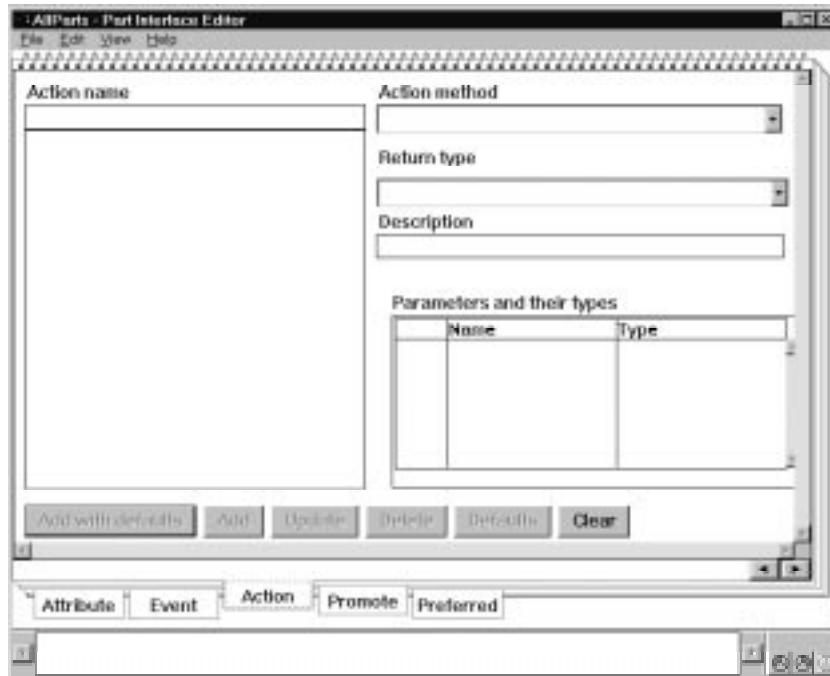 AllParts - Part Interface Editor
File Edit View Help
Action name
Action method
Return type
Description
Parameters and their types
Name Type
Add with defaults Add Update Delete Defaults Clear
Attribute Event Action Promote Preferred